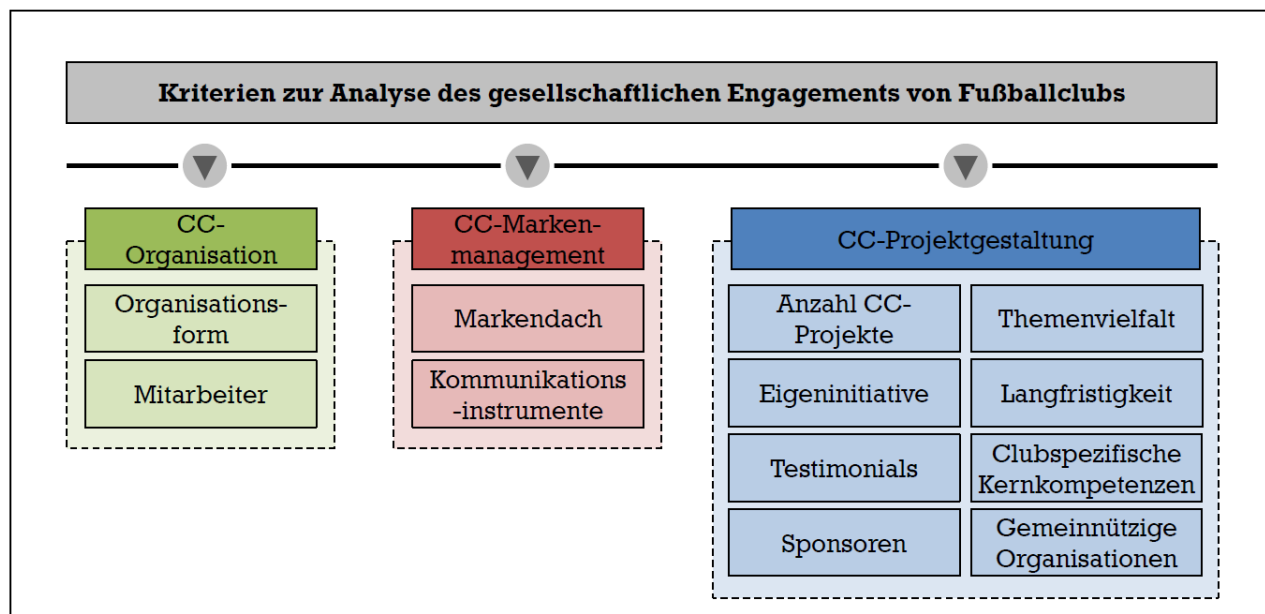 Kriterien zur Analyse des gesellschaftlichen Engagements von Fußballclubs
CC-
Organisation
Organisations-
form
Mitarbeiter
CC-Marken-
management
Markendach
Kommunikations
-instrumente
CC-Projektgestaltung
Anzahl CC-
Projekte
Themenvielfalt
Eigeninitiative
Langfristigkeit
Testimonials
Clubspezifische
Kernkompetenzen
Sponsoren
Gemeinnützige
Organisationen